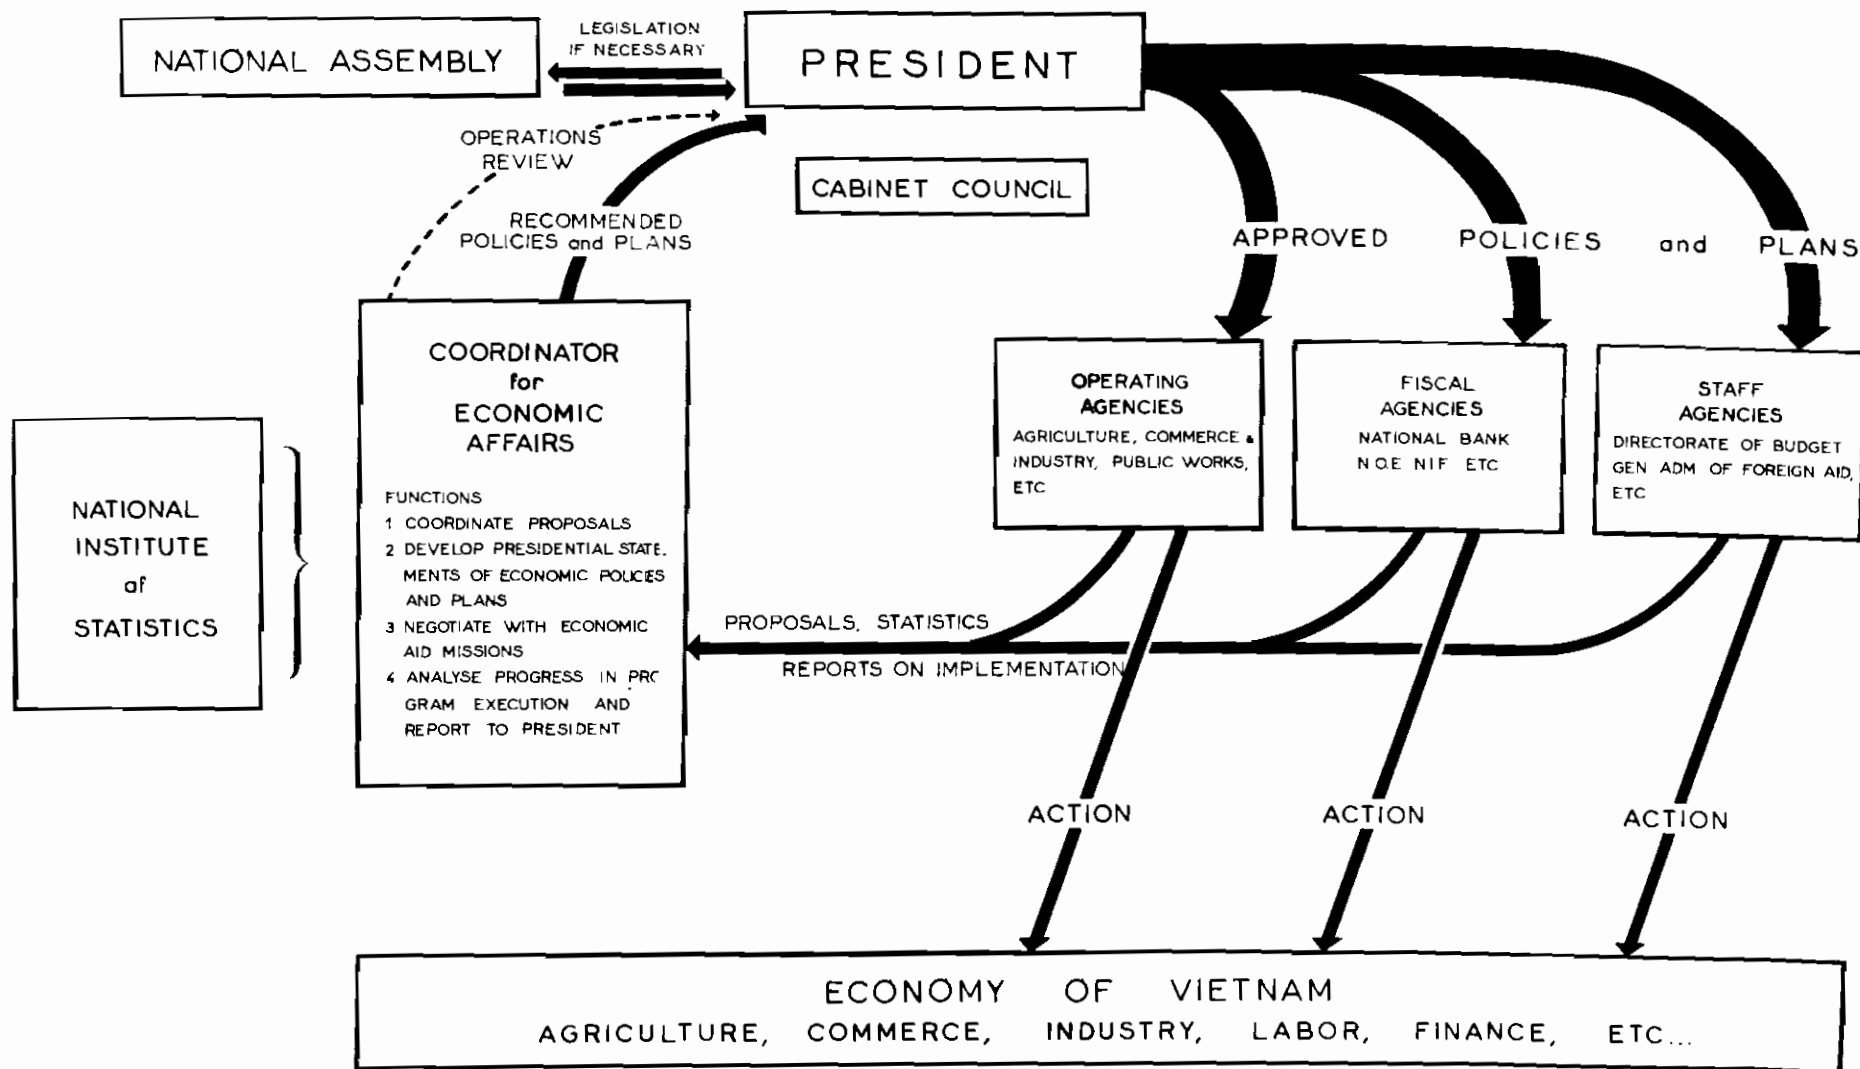 NATIONAL ASSEMBLY
LEGISLATION
IF NECESSARY
PRESIDENT
OPERATIONS
REVIEW
CABINET COUNCIL
RECOMMENDED
POLICIES and PLANS
APPROVED POLICIES and PLANS
COORDINATOR
for
ECONOMIC
AFFAIRS
FUNCTIONS
1 COORDINATE PROPOSALS
2 DEVELOP PRESIDENTIAL STATE-
MENTS OF ECONOMIC POLICES
AND PLANS
3 NEGOTIATE WITH ECONOMIC
AID MISSIONS
4 ANALYSE PROGRESS IN PRC
GRAM EXECUTION AND
REPORT TO PRESIDENT
NATIONAL
INSTITUTE
of
STATISTICS
OPERATING
AGENCIES
AGRICULTURE, COMMERCE &
INDUSTRY, PUBLIC WORKS,
ETC
FISCAL
AGENCIES
NATIONAL BANK
N.O.E NIF ETC
STAFF
AGENCIES
DIRECTORATE OF BUDGET
GEN ADM OF FOREIGN AID,
ETC
PROPOSALS, STATISTICS
REPORTS ON IMPLEMENTATION
ACTION
ACTION
ACTION
ECONOMY OF VIETNAM
AGRICULTURE, COMMERCE, INDUSTRY, LABOR, FINANCE, ETC...